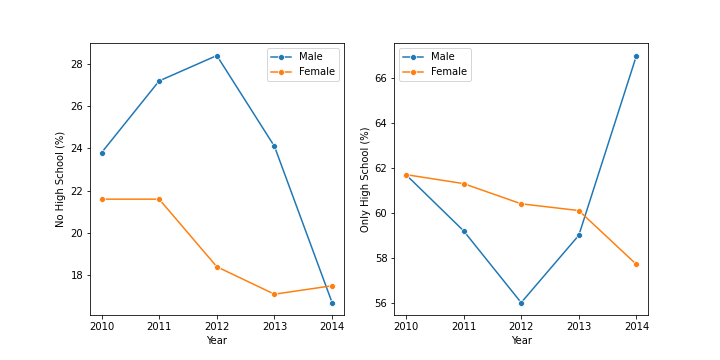 Male
Female
28
26
24
22
20
18
No High School (%)
2010 2011 2012 2013 2014
Year
Male
Female
66
64
62
60
58
56
Only High School (%)
2010 2011 2012 2013 2014
Year